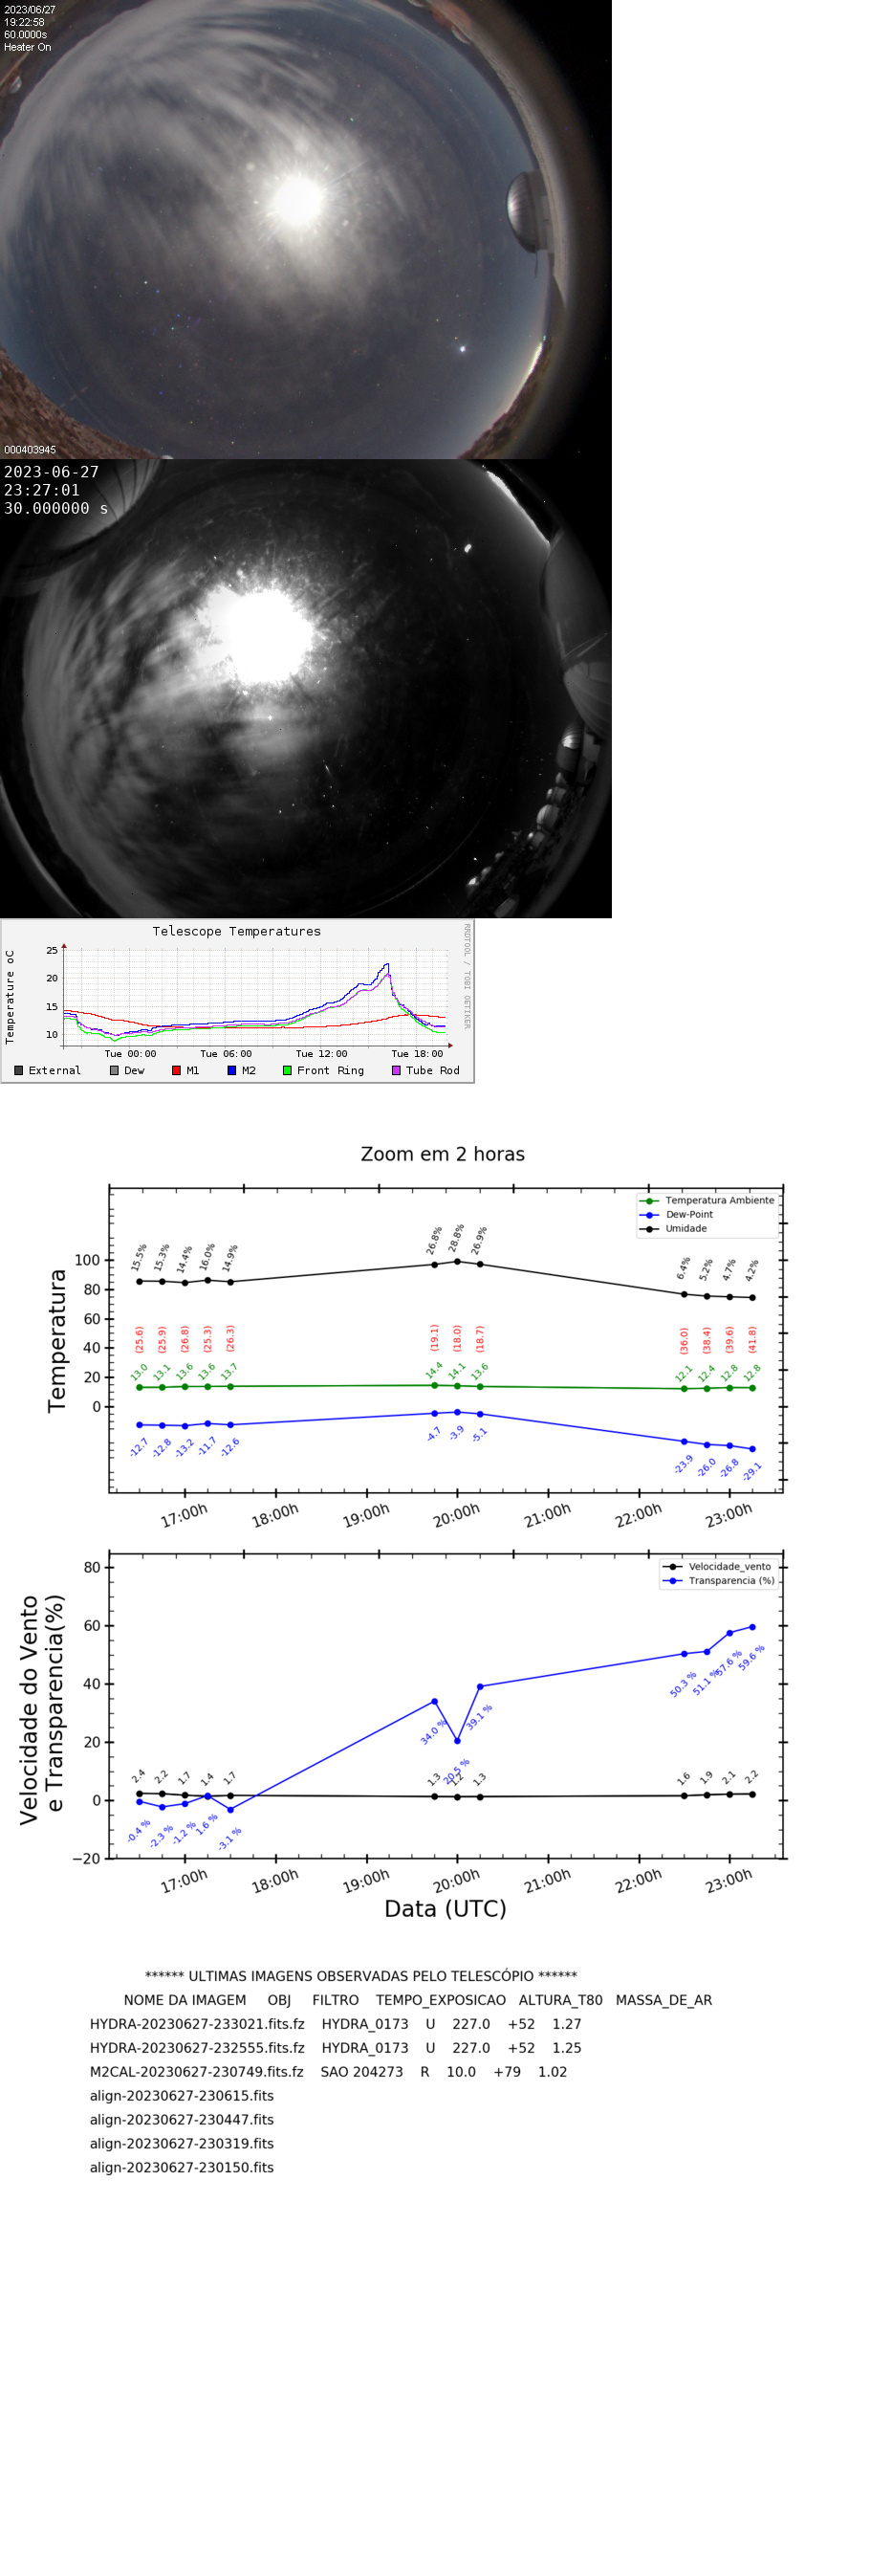 2023/06/27
19:22:58
60.0000s
Heater On
000403945
2023-06-27
23:27:01
30.000000 s
Telescope Temperatures
RRDTOOL / TOBI OETIKER
Temperature oC
25
20
15
10
Tue 00:00 Tue 06:00 Tue 12:00 Tue 18:00
External Dew M1 M2 Front Ring Tube Rod
Zoom em 2 horas
Temperatura Ambiente
Dew-Point
Umidade
Temperatura
100
80
60
40
20
0
15.5% 15.3% 14.4% 16.0% 14.9% 26.8% 28.8% 26.9% 6.4% 5.2% 4.7% 4.2%
(25.6) (25.9) (26.8) (25.3) (26.3) (19.1) (18.0) (18.7) (36.0) (38.4) (39.6) (41.8)
13.0 13.1 13.6 13.6 13.7 14.4 14.1 13.6 12.1 12.4 12.8 12.8
-12.7 -12.8 -13.2 -11.7 -12.6 -4.7 -3.9 -5.1 -23.9 -26.0 -26.8 -29.1
17:00h 18:00h 19:00h 20:00h 21:00h 22:00h 23:00h
Velocidade_vento
Transparencia (%)
Velocidade do Vento
e Transparencia(%)
80
60
40
20
0
−20
2.4 2.2 1.7 1.4 1.7 1.3 1.2 1.3 1.6 1.9 2.1 2.2
-0.4 % -2.3 % -1.2 % 1.6 % -3.1 % 34.0 % 20.5 % 39.1 % 50.3 % 51.1 % 57.6 % 59.6 %
17:00h 18:00h 19:00h 20:00h 21:00h 22:00h 23:00h
Data (UTC)
****** ULTIMAS IMAGENS OBSERVADAS PELO TELESCÓPIO ******
NOME DA IMAGEM OBJ FILTRO TEMPO_EXPOSICAO ALTURA_T80 MASSA_DE_AR
HYDRA-20230627-233021.fits.fz HYDRA_0173 U 227.0 +52 1.27
HYDRA-20230627-232555.fits.fz HYDRA_0173 U 227.0 +52 1.25
M2CAL-20230627-230749.fits.fz SAO 204273 R 10.0 +79 1.02
align-20230627-230615.fits
align-20230627-230447.fits
align-20230627-230319.fits
align-20230627-230150.fits